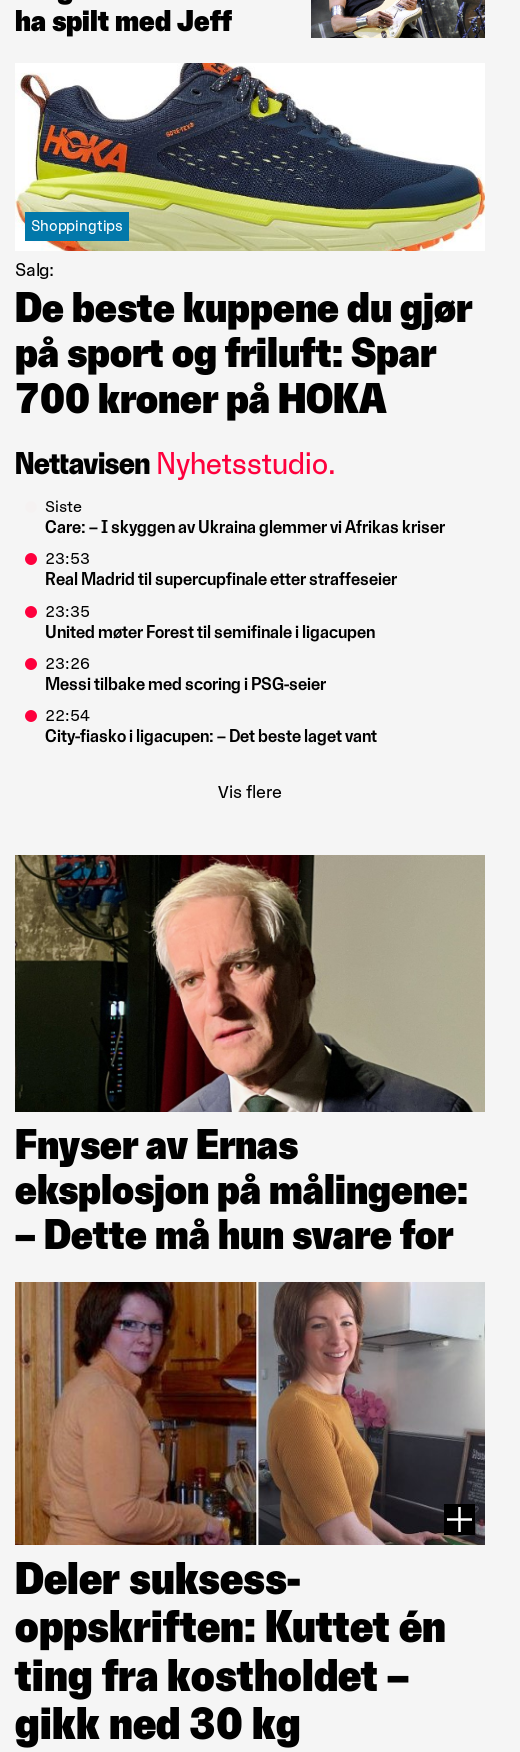 ha spilt med Jeff
HOKA
GORE-TEX
Shoppingtips
Salg:
De beste kuppene du gjør
på sport og friluft: Spar
700 kroner på HOKA
Nettavisen Nyhetsstudio.
Siste
Care: – I skyggen av Ukraina glemmer vi Afrikas kriser
23:53
Real Madrid til supercupfinale etter straffeseier
23:35
United møter Forest til semifinale i ligacupen
23:26
Messi tilbake med scoring i PSG-seier
22:54
City-fiasko i ligacupen: – Det beste laget vant
Vis flere
Fnyser av Ernas
eksplosjon på målingene:
– Dette må hun svare for
Deler suksess-
oppskriften: Kuttet én
ting fra kostholdet –
gikk ned 30 kg